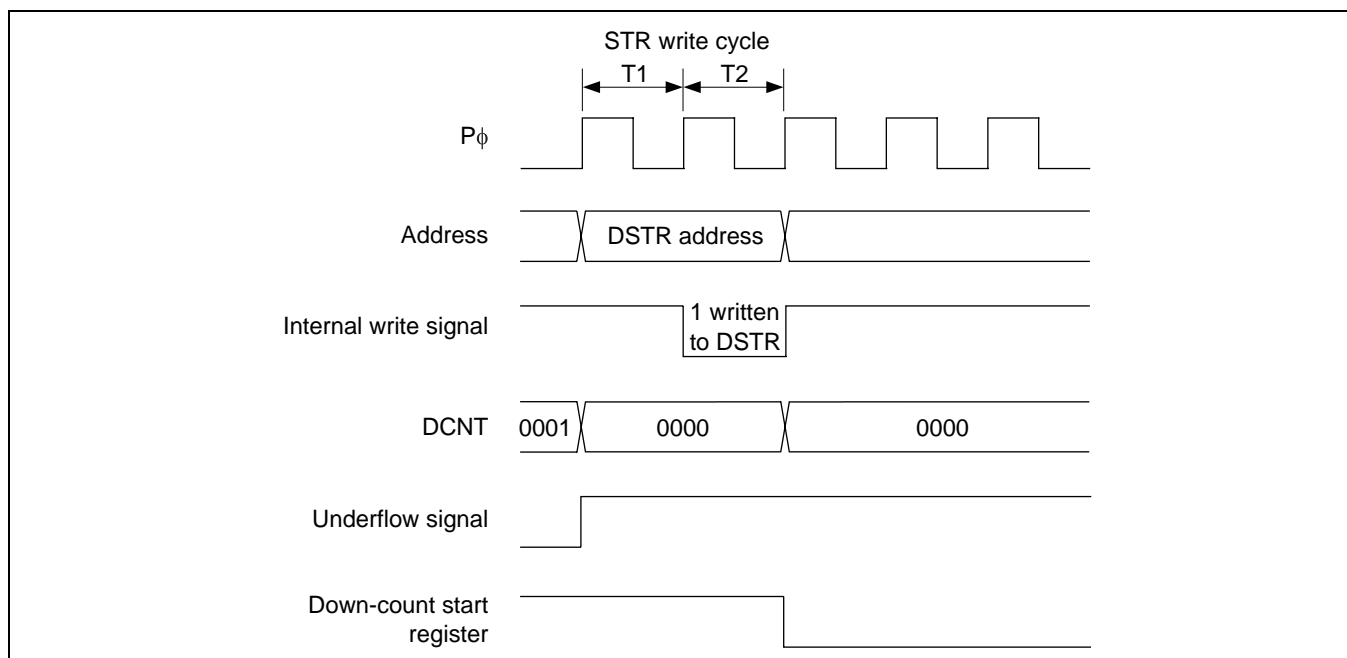 STR write cycle
T1 T2
Pϕ
Address DSTR address
Internal write signal 1 written
to DSTR
DCNT 0001 0000 0000
Underflow signal
Down-count start
register